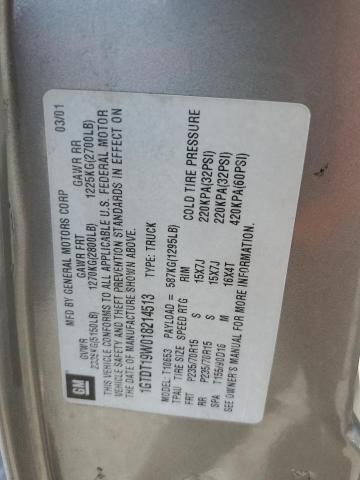 GM
MFD BY GENERAL MOTORS CORP
03/01
GVWR GAWR FRT GAWR RR
(5150LB) 1270KG(2800LB) 1225KG(2700LB)
THIS VEHICLE CONFORMS TO ALL APPLICABLE U.S. FEDERAL MOTOR
VEHICLE SAFETY AND THEFT PREVENTION STANDARDS IN EFFECT ON
THE DATE OF MANUFACTURE SHOWN ABOVE.
1GTDT19W018214513 TYPE: TRUCK
MODEL: T10653 PAYLOAD = 587KG(1295LB)
TPAU TIRE SIZE SPEED RTG RIM COLD TIRE PRESSURE
FRT P235/70R15 S 15X7J 220KPA(32PSI)
RR P235/70R15 S 15X7J 220KPA(32PSI)
SPA T155/90D16 M 16X4T 420KPA(60PSI)
SEE OWNER'S MANUAL FOR MORE INFORMATION.